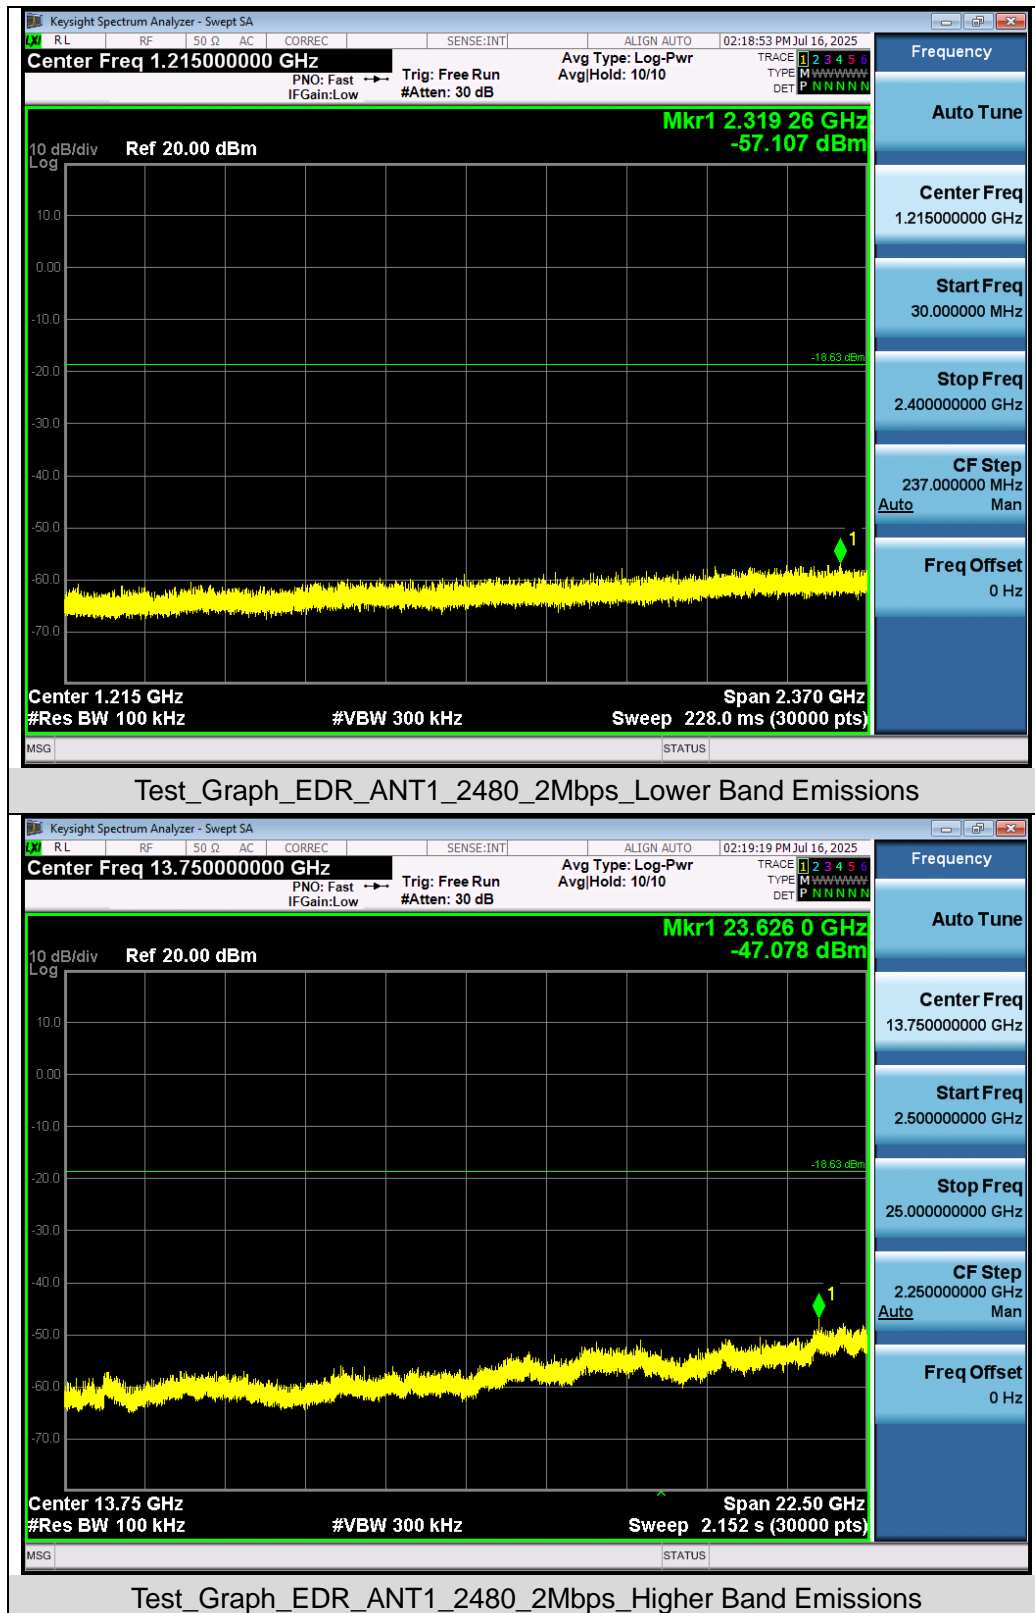 Keysight Spectrum Analyzer - Swept SA
LXI RL RF 50 Ω AC CORREC SENSE:INT ALIGN AUTO 02:18:53 PM Jul 16, 2025
Center Freq 1.215000000 GHz
PNO: Fast
IFGain:Low
Trig: Free Run
#Atten: 30 dB
Avg Type: Log-Pwr
Avg|Hold: 10/10
TRACE 1 2 3 4 5 6
TYPE M WWWWW
DET P N N N N N
Mkr1 2.319 26 GHz
-57.107 dBm
10 dB/div Ref 20.00 dBm
Log
10.0
0.00
-10.0
-18.63 dBm
-20.0
-30.0
-40.0
-50.0
1
-60.0
-70.0
Center 1.215 GHz Span 2.370 GHz
#Res BW 100 kHz #VBW 300 kHz Sweep 228.0 ms (30000 pts)
MSG STATUS
Frequency
Auto Tune
Center Freq
1.215000000 GHz
Start Freq
30.000000 MHz
Stop Freq
2.400000000 GHz
CF Step
237.000000 MHz
Auto Man
Freq Offset
0 Hz
Test_Graph_EDR_ANT1_2480_2Mbps_Lower Band Emissions
Keysight Spectrum Analyzer - Swept SA
LXI RL RF 50 Ω AC CORREC SENSE:INT ALIGN AUTO 02:19:19 PM Jul 16, 2025
Center Freq 13.750000000 GHz
PNO: Fast
IFGain:Low
Trig: Free Run
#Atten: 30 dB
Avg Type: Log-Pwr
Avg|Hold: 10/10
TRACE 1 2 3 4 5 6
TYPE M WWWWW
DET P N N N N N
Mkr1 23.626 0 GHz
-47.078 dBm
10 dB/div Ref 20.00 dBm
Log
10.0
0.00
-10.0
-18.63 dBm
-20.0
-30.0
-40.0
1
-50.0
-60.0
-70.0
Center 13.75 GHz Span 22.50 GHz
#Res BW 100 kHz #VBW 300 kHz Sweep 2.152 s (30000 pts)
MSG STATUS
Frequency
Auto Tune
Center Freq
13.750000000 GHz
Start Freq
2.500000000 GHz
Stop Freq
25.000000000 GHz
CF Step
2.250000000 GHz
Auto Man
Freq Offset
0 Hz
Test_Graph_EDR_ANT1_2480_2Mbps_Higher Band Emissions